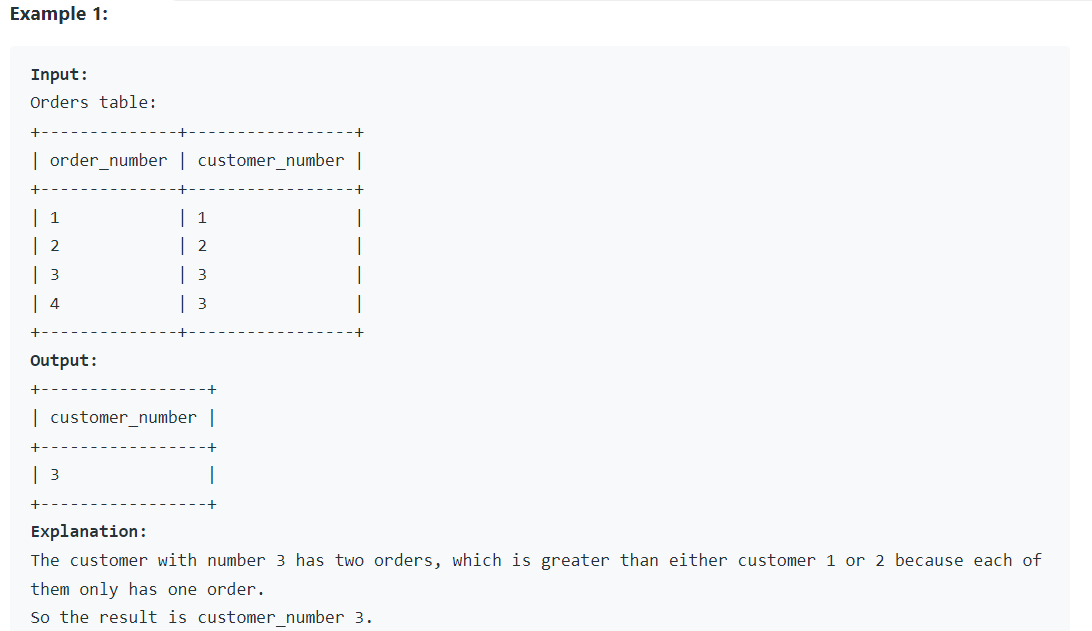 Example 1:
Input:
Orders table:
+--------------+-----------------+
| order_number | customer_number |
+--------------+-----------------+
| 1            | 1               |
| 2            | 2               |
| 3            | 3               |
| 4            | 3               |
+--------------+-----------------+
Output:
+-----------------+
| customer_number |
+-----------------+
| 3               |
+-----------------+
Explanation:
The customer with number 3 has two orders, which is greater than either customer 1 or 2 because each of
them only has one order.
So the result is customer_number 3.